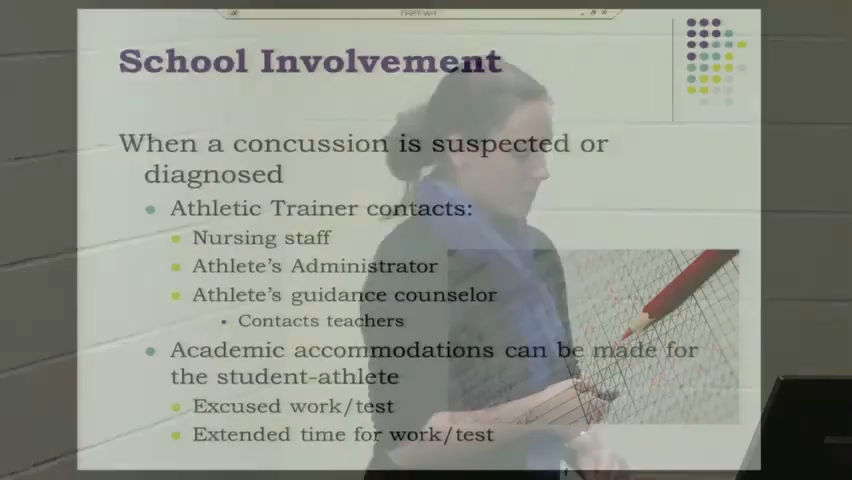 School Involvement
When a concussion is suspected or
diagnosed
Athletic Trainer contacts:
Nursing staff
Athlete's Administrator
Athlete's guidance counselor
Contacts teachers
Academic accommodations can be made for
the student-athlete
Excused work/test
Extended time for work/test